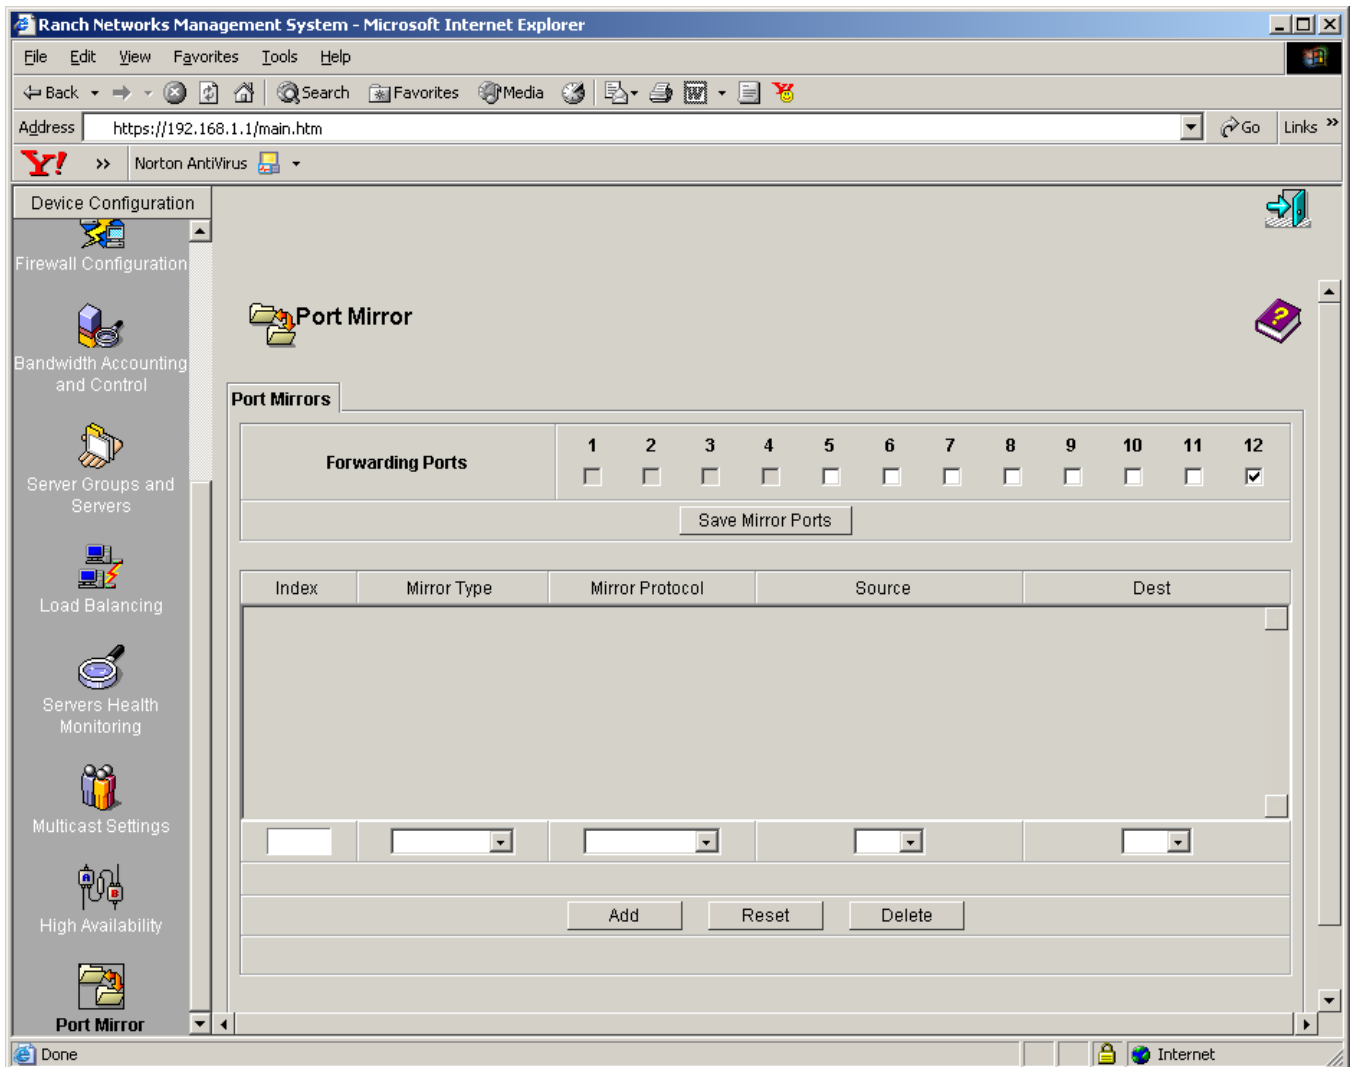 Ranch Networks Management System - Microsoft Internet Explorer
File Edit View Favorites Tools Help
Back Search Favorites Media
Address https://192.168.1.1/main.htm Go Links »
Y! » Norton AntiVirus
Device Configuration
Firewall Configuration
Bandwidth Accounting
and Control
Server Groups and
Servers
Load Balancing
Servers Health
Monitoring
Multicast Settings
A
B
High Availability
Port Mirror
Port Mirror
?
Port Mirrors
Forwarding Ports 1 2 3 4 5 6 7 8 9 10 11 12
Save Mirror Ports
Index Mirror Type Mirror Protocol Source Dest
Add Reset Delete
Done Internet